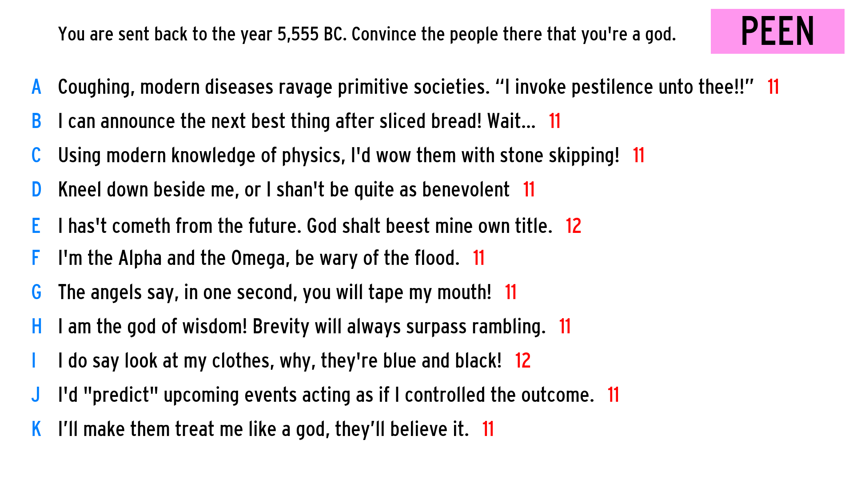 You are sent back to the year 5,555 BC. Convince the people there that you're a god.
PEEN
A Coughing, modern diseases ravage primitive societies. “I invoke pestilence unto thee!!” 11
B I can announce the next best thing after sliced bread! Wait... 11
C Using modern knowledge of physics, I'd wow them with stone skipping! 11
D Kneel down beside me, or I shan't be quite as benevolent 11
E I has't cometh from the future. God shalt beest mine own title. 12
F I'm the Alpha and the Omega, be wary of the flood. 11
G The angels say, in one second, you will tape my mouth! 11
H I am the god of wisdom! Brevity will always surpass rambling. 11
I I do say look at my clothes, why, they're blue and black! 12
J I'd "predict" upcoming events acting as if I controlled the outcome. 11
K I’ll make them treat me like a god, they’ll believe it. 11